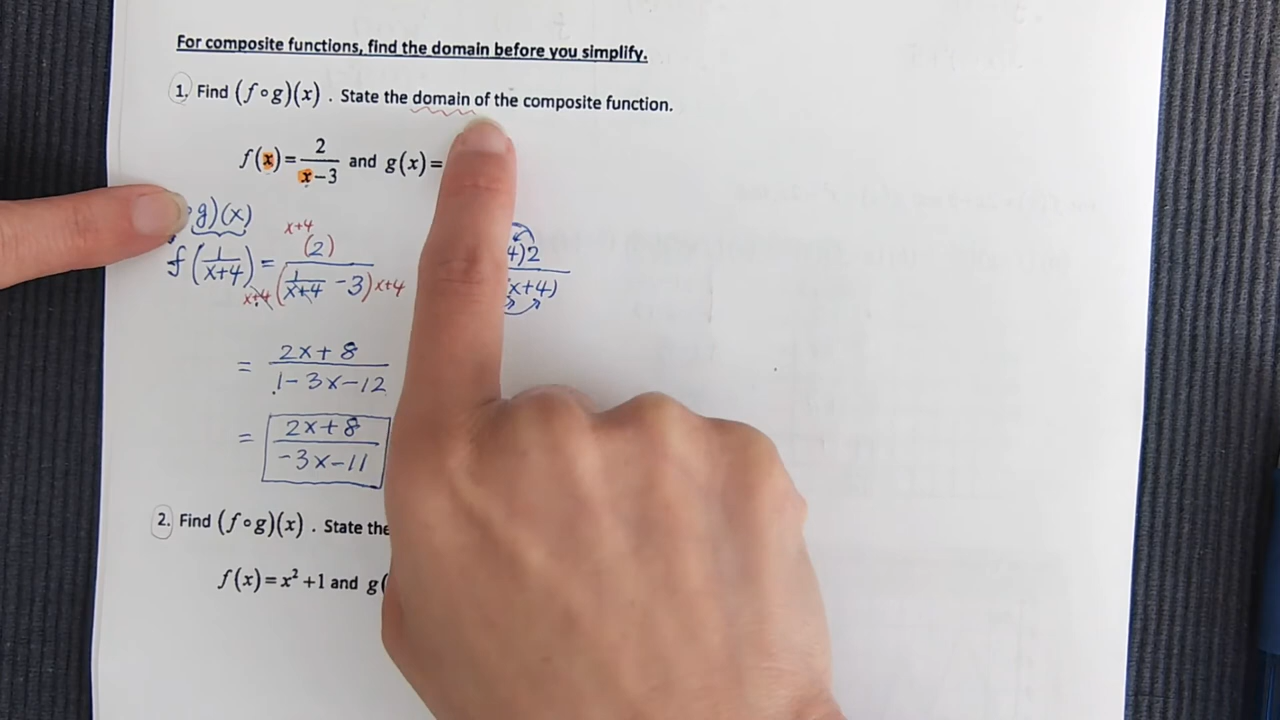 For composite functions, find the domain before you simplify.
1. Find (f∘g)(x). State the domain of the composite function.
f(x)=2/(x-3) and g(x)=
g)(x)
x+4
f(1/(x+4)) = (2)/(1/(x+4) -3) x+4
x+4
4)2
x+4)
= (2x+8)/(1-3x-12)
= (2x+8)/(-3x-11)
2. Find (f∘g)(x). State the
f(x)=x²+1 and g(